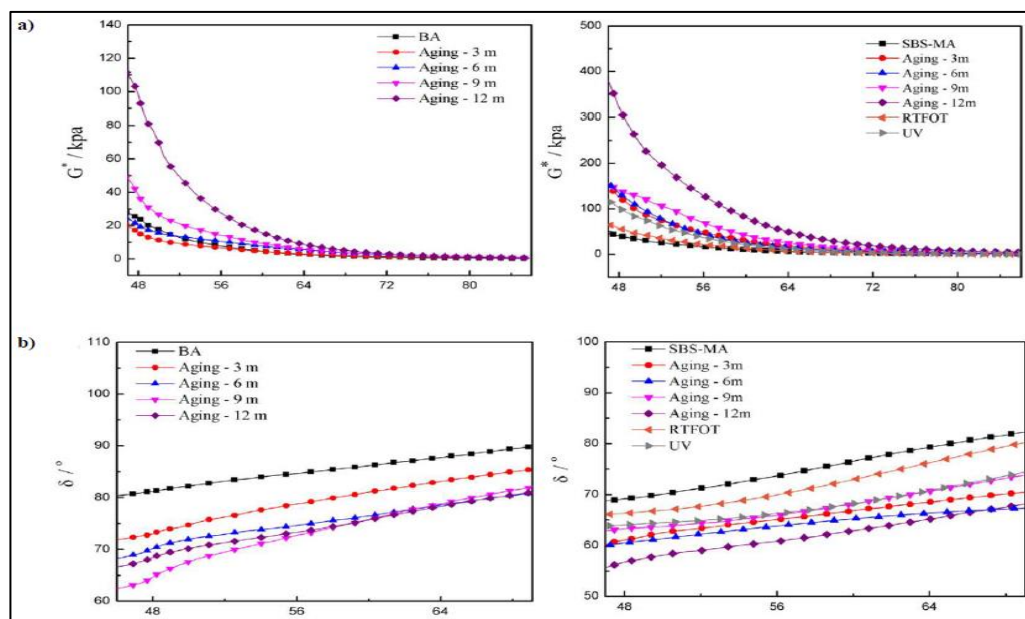 a)
140
120
100
80
60
40
20
0
G* / kpa
BA
Aging - 3 m
Aging - 6 m
Aging - 9 m
Aging - 12 m
48 56 64 72 80
500
400
300
200
100
0
G* / kpa
SBS-MA
Aging - 3m
Aging - 6m
Aging - 9m
Aging - 12m
RTFOT
UV
48 56 64 72 80
b)
110
100
90
80
70
60
δ / °
BA
Aging - 3 m
Aging - 6 m
Aging - 9 m
Aging - 12 m
48 56 64
100
90
80
70
60
50
δ / °
SBS-MA
Aging - 3m
Aging - 6m
Aging - 9m
Aging - 12m
RTFOT
UV
48 56 64